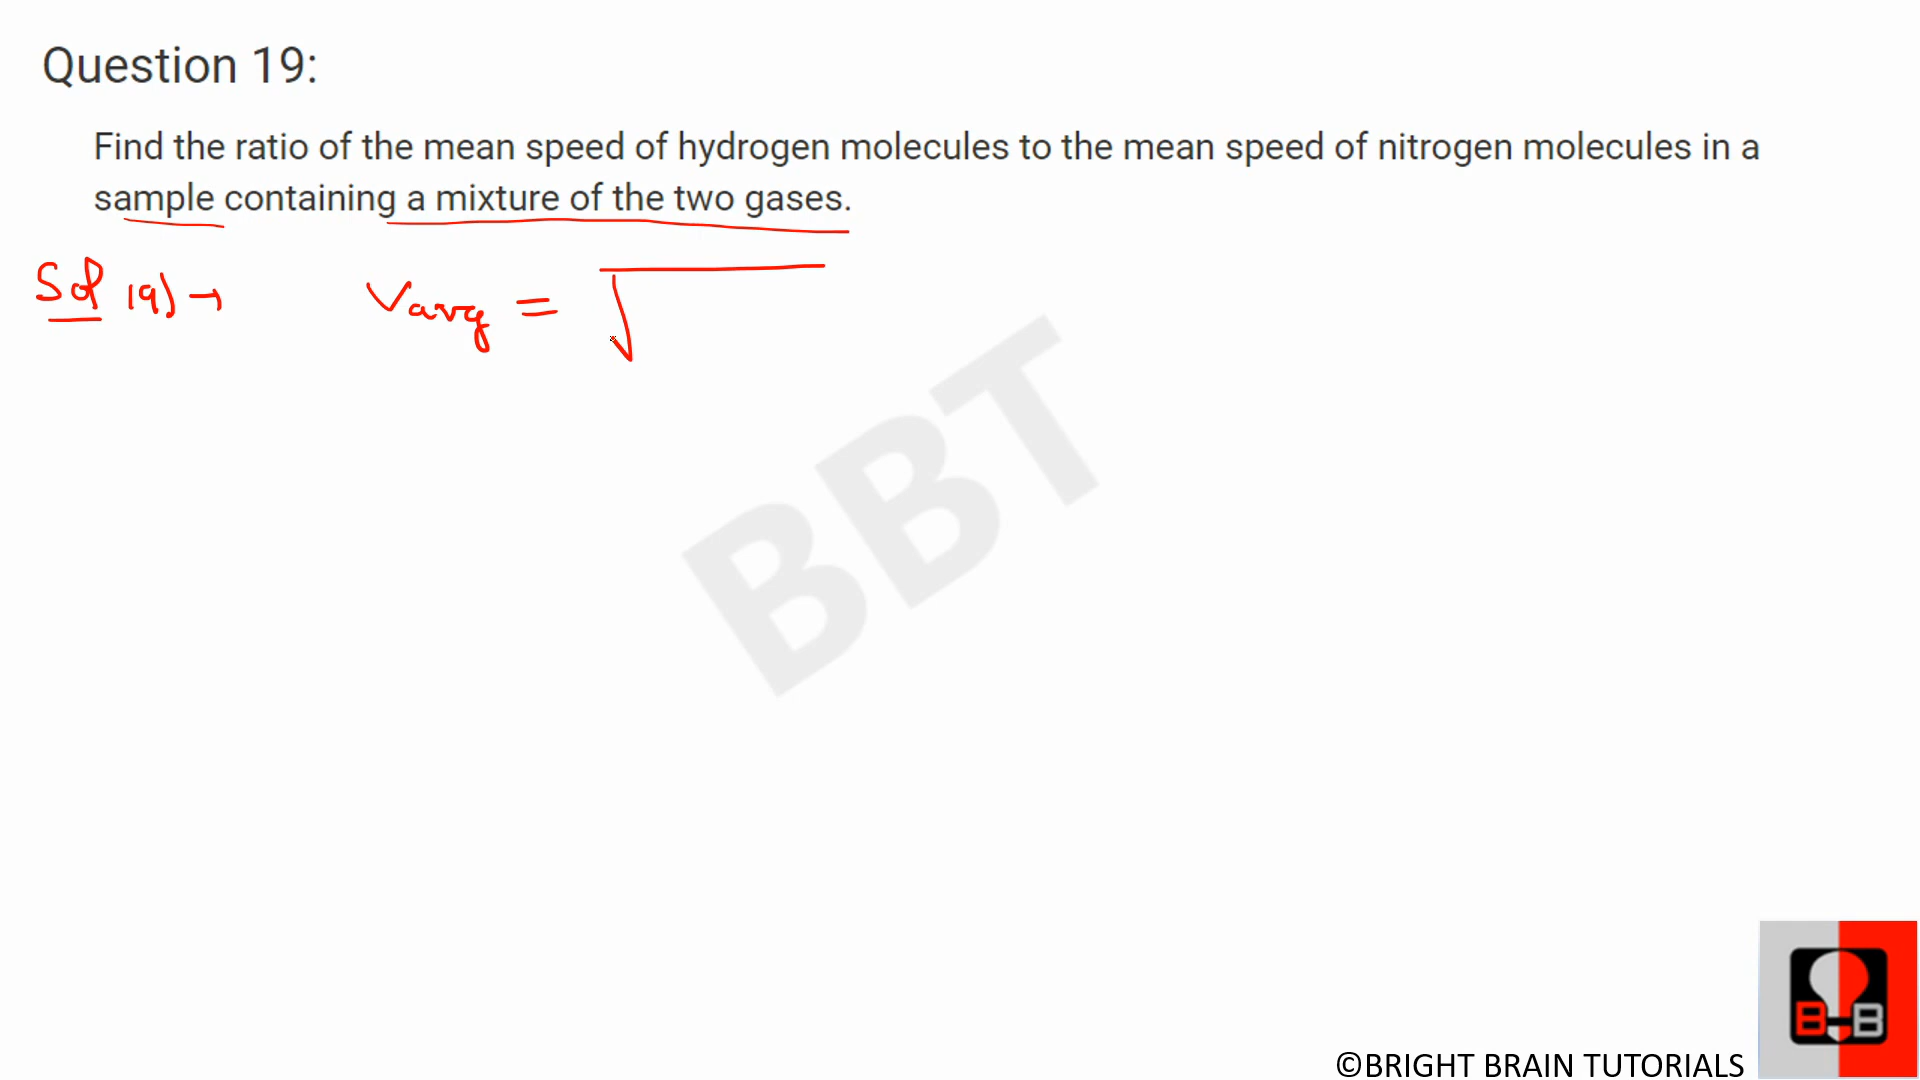 Question 19:
Find the ratio of the mean speed of hydrogen molecules to the mean speed of nitrogen molecules in a
sample containing a mixture of the two gases.
Sol 19) → Vavg = √
BBT
B B
©BRIGHT BRAIN TUTORIALS